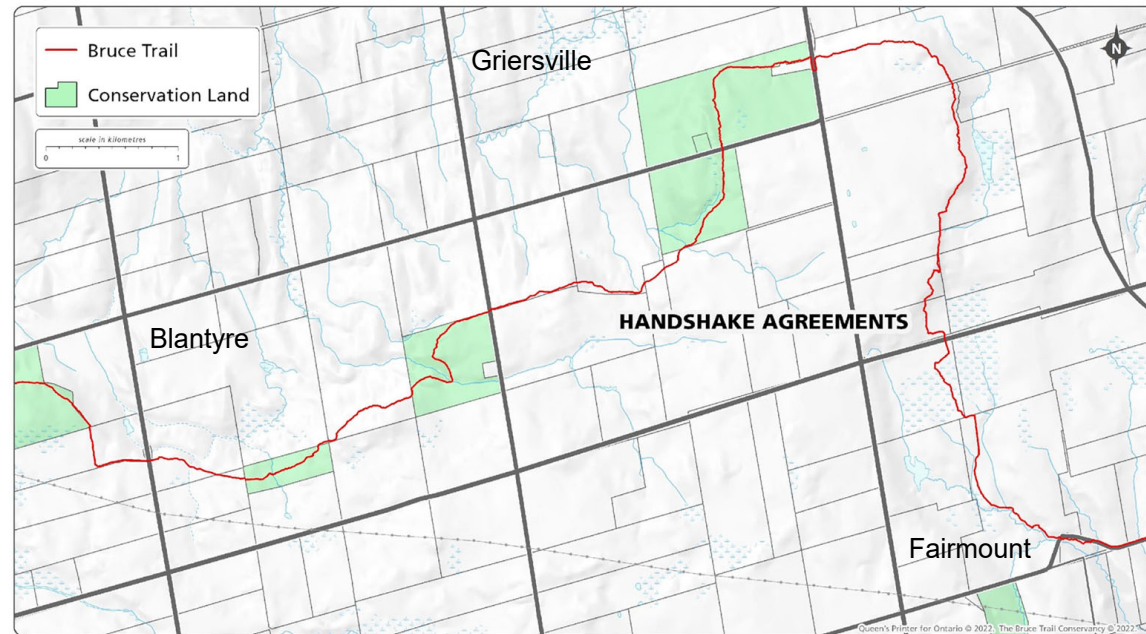 Bruce Trail
Conservation Land
scale in kilometres
0 1
N
Griersville
Blantyre
HANDSHAKE AGREEMENTS
Fairmount
Queen's Printer for Ontario © 2022. The Bruce Trail Conservancy © 2022.